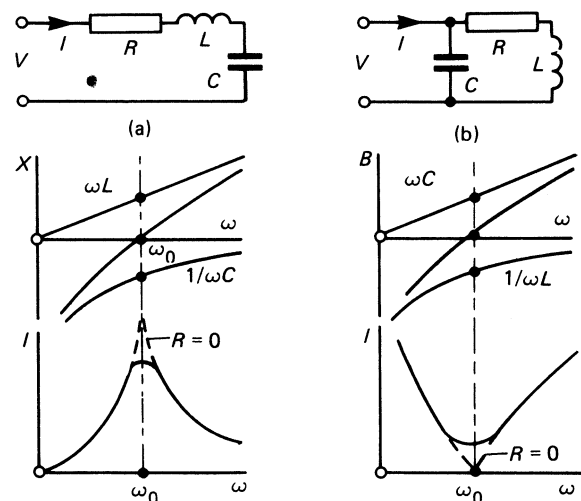 I R L
V C
(a)
I R
V C L
(b)
X
ωL
ω
ω₀
1/ωC
I
R = 0
ω₀ ω
B
ωC
ω
1/ωL
I
R = 0
ω₀ ω